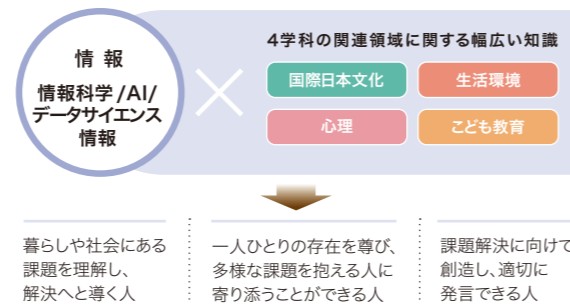 情報
情報科学/AI/
データサイエンス
情報
4学科の関連領域に関する幅広い知識
国際日本文化
生活環境
心理
こども教育
暮らしや社会にある
課題を理解し、
解決へと導く人
一人ひとりの存在を尊び、
多様な課題を抱える人に
寄り添うことができる人
課題解決に向けて
創造し、適切に
発言できる人